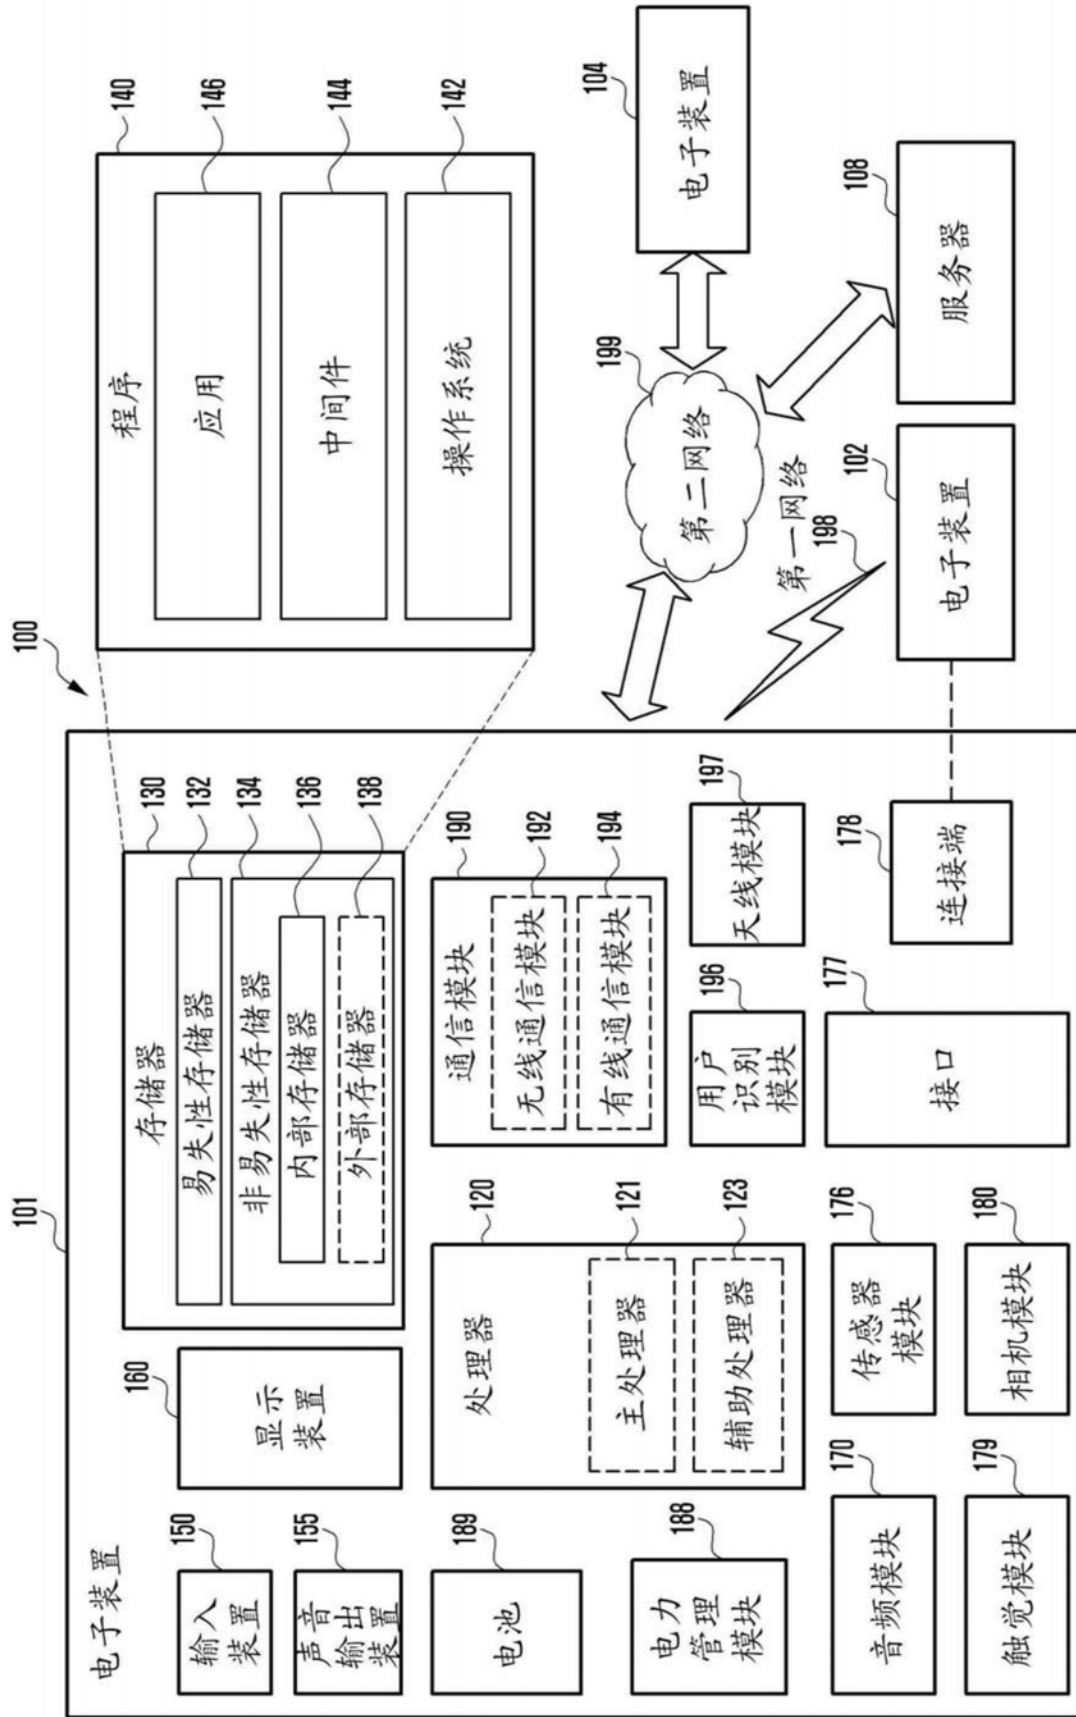 100
101
电子装置
输入
装置
150
声音
输出
装置
155
显示
装置
160
存储器
130
易失性存储器
132
非易失性存储器
134
内部存储器
136
外部存储器
138
程序
140
应用
146
中间件
144
操作系统
142
电池
189
电力
管理
模块
188
处理器
120
主处理器
121
辅助处理器
123
通信模块
190
无线通信模块
192
有线通信模块
194
用户
识别
模块
196
天线模块
197
音频模块
170
传感器
模块
176
接口
177
连接端
178
触觉模块
179
相机模块
180
第二网络
199
第一网络
198
电子装置
104
服务器
108
电子装置
102